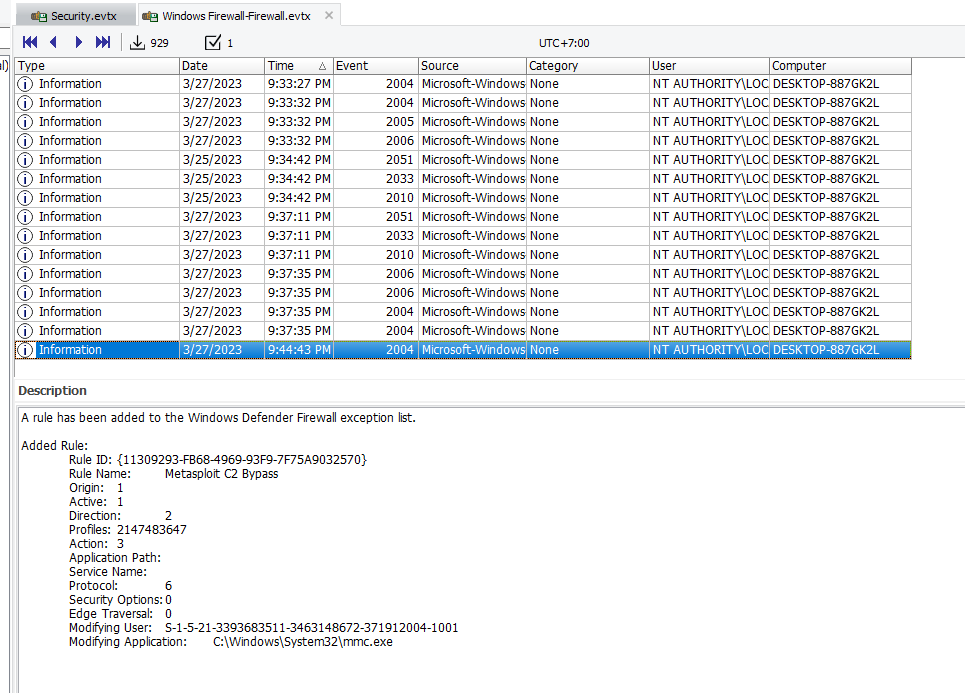 Security.evtx Windows Firewall-Firewall.evtx
929 1 UTC+7:00
Type Date Time Event Source Category User Computer
Information 3/27/2023 9:33:27 PM 2004 Microsoft-Windows None NT AUTHORITY\LOC DESKTOP-887GK2L
Information 3/27/2023 9:33:32 PM 2004 Microsoft-Windows None NT AUTHORITY\LOC DESKTOP-887GK2L
Information 3/27/2023 9:33:32 PM 2005 Microsoft-Windows None NT AUTHORITY\LOC DESKTOP-887GK2L
Information 3/27/2023 9:33:32 PM 2006 Microsoft-Windows None NT AUTHORITY\LOC DESKTOP-887GK2L
Information 3/25/2023 9:34:42 PM 2051 Microsoft-Windows None NT AUTHORITY\LOC DESKTOP-887GK2L
Information 3/25/2023 9:34:42 PM 2033 Microsoft-Windows None NT AUTHORITY\LOC DESKTOP-887GK2L
Information 3/25/2023 9:34:42 PM 2010 Microsoft-Windows None NT AUTHORITY\LOC DESKTOP-887GK2L
Information 3/27/2023 9:37:11 PM 2051 Microsoft-Windows None NT AUTHORITY\LOC DESKTOP-887GK2L
Information 3/27/2023 9:37:11 PM 2033 Microsoft-Windows None NT AUTHORITY\LOC DESKTOP-887GK2L
Information 3/27/2023 9:37:11 PM 2010 Microsoft-Windows None NT AUTHORITY\LOC DESKTOP-887GK2L
Information 3/27/2023 9:37:35 PM 2006 Microsoft-Windows None NT AUTHORITY\LOC DESKTOP-887GK2L
Information 3/27/2023 9:37:35 PM 2006 Microsoft-Windows None NT AUTHORITY\LOC DESKTOP-887GK2L
Information 3/27/2023 9:37:35 PM 2004 Microsoft-Windows None NT AUTHORITY\LOC DESKTOP-887GK2L
Information 3/27/2023 9:37:35 PM 2004 Microsoft-Windows None NT AUTHORITY\LOC DESKTOP-887GK2L
Information 3/27/2023 9:44:43 PM 2004 Microsoft-Windows None NT AUTHORITY\LOC DESKTOP-887GK2L
Description
A rule has been added to the Windows Defender Firewall exception list.
Added Rule:
Rule ID: {11309293-FB68-4969-93F9-7F75A9032570}
Rule Name: Metasploit C2 Bypass
Origin: 1
Active: 1
Direction: 2
Profiles: 2147483647
Action: 3
Application Path:
Service Name:
Protocol: 6
Security Options: 0
Edge Traversal: 0
Modifying User: S-1-5-21-3393683511-3463148672-371912004-1001
Modifying Application: C:\Windows\System32\mmc.exe